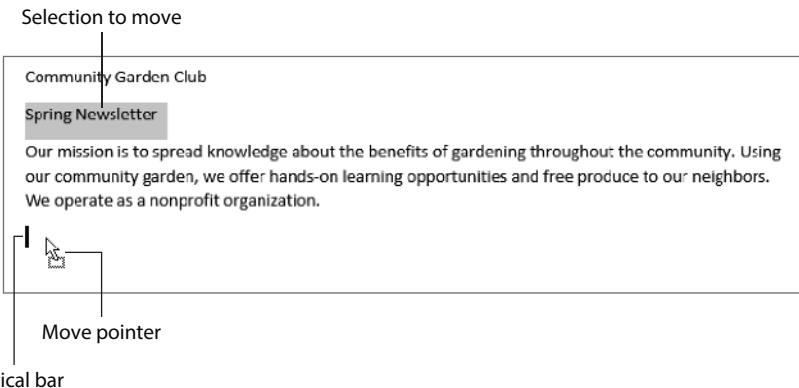 Selection to move
Community Garden Club
Spring Newsletter
Our mission is to spread knowledge about the benefits of gardening throughout the community. Using
our community garden, we offer hands-on learning opportunities and free produce to our neighbors.
We operate as a nonprofit organization.
Move pointer
ical bar